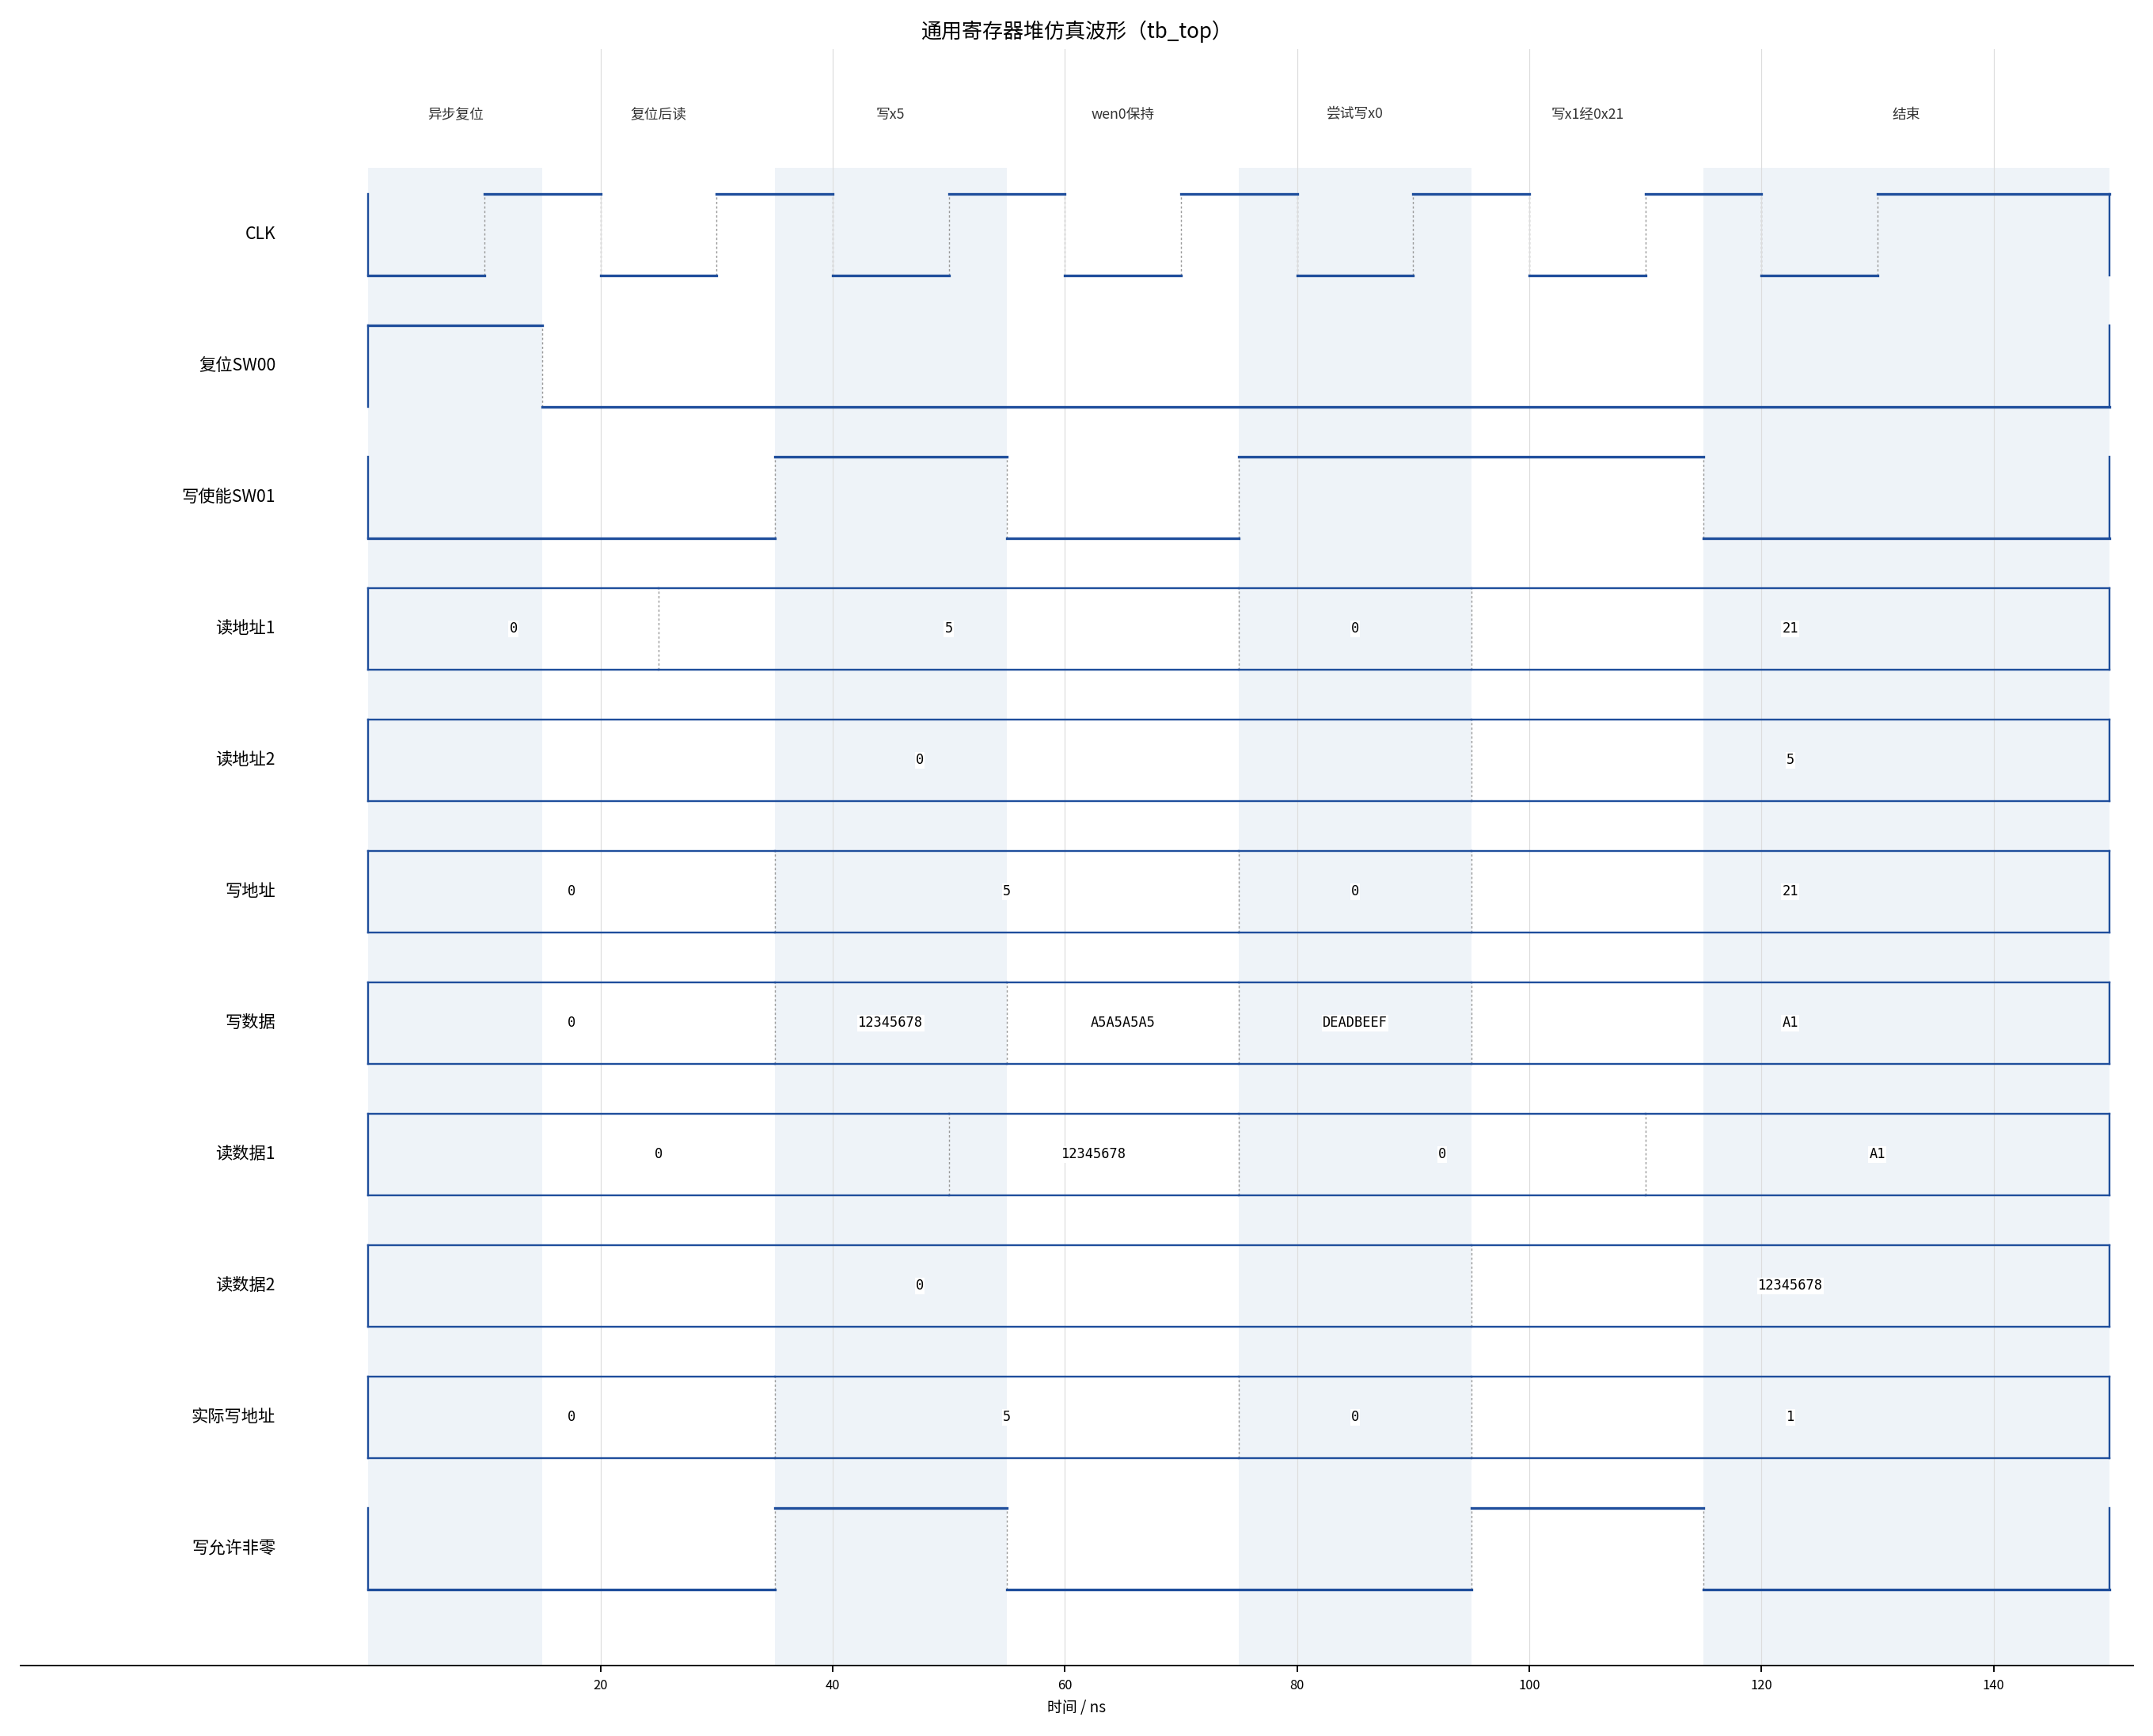 通用寄存器堆仿真波形（tb_top）
异步复位 复位后读 写x5 wen0保持 尝试写x0 写x1经0x21 结束
CLK
复位SW00
写使能SW01
读地址1 0 5 0 21
读地址2 0 5
写地址 0 5 0 21
写数据 0 12345678 A5A5A5A5 DEADBEEF A1
读数据1 0 12345678 0 A1
读数据2 0 12345678
实际写地址 0 5 0 1
写允许非零
20 40 60 80 100 120 140
时间 / ns